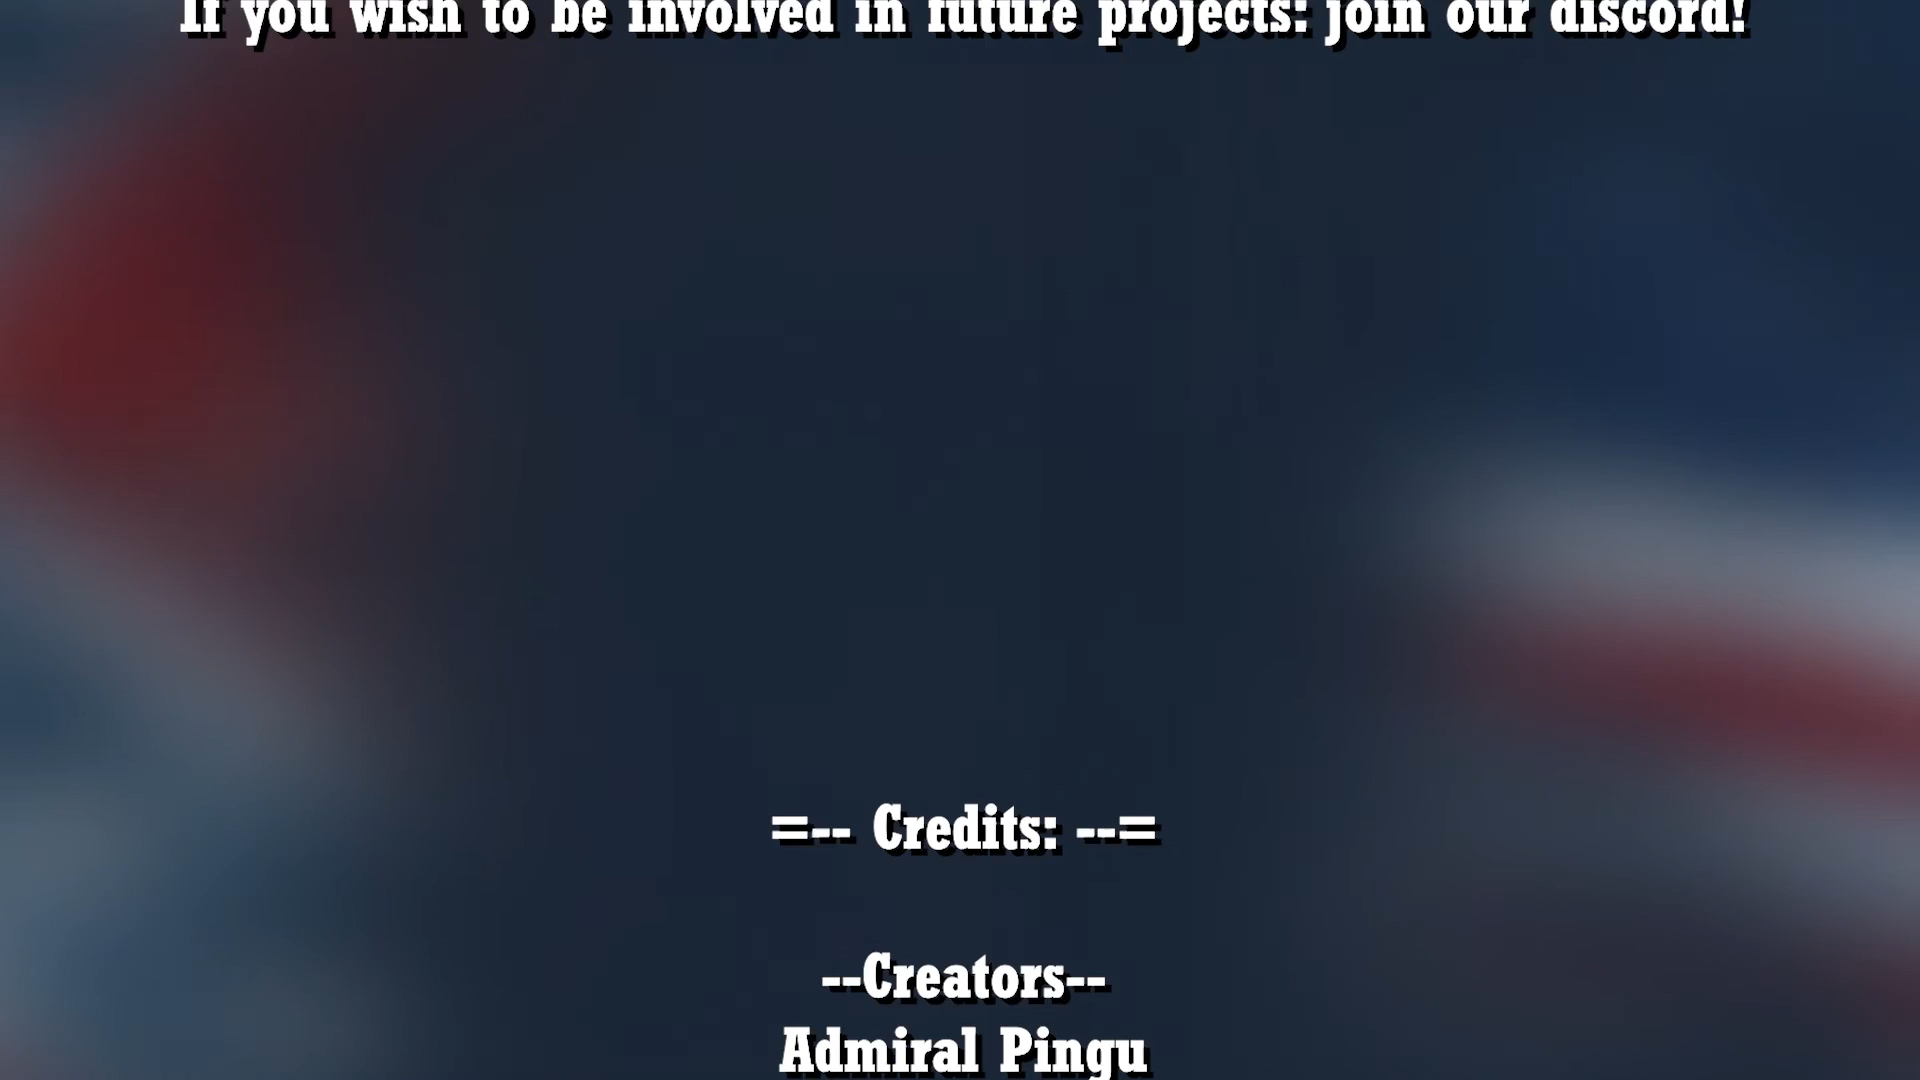 If you wish to be involved in future projects: join our discord!
=-- Credits: --=
--Creators--
Admiral Pingu